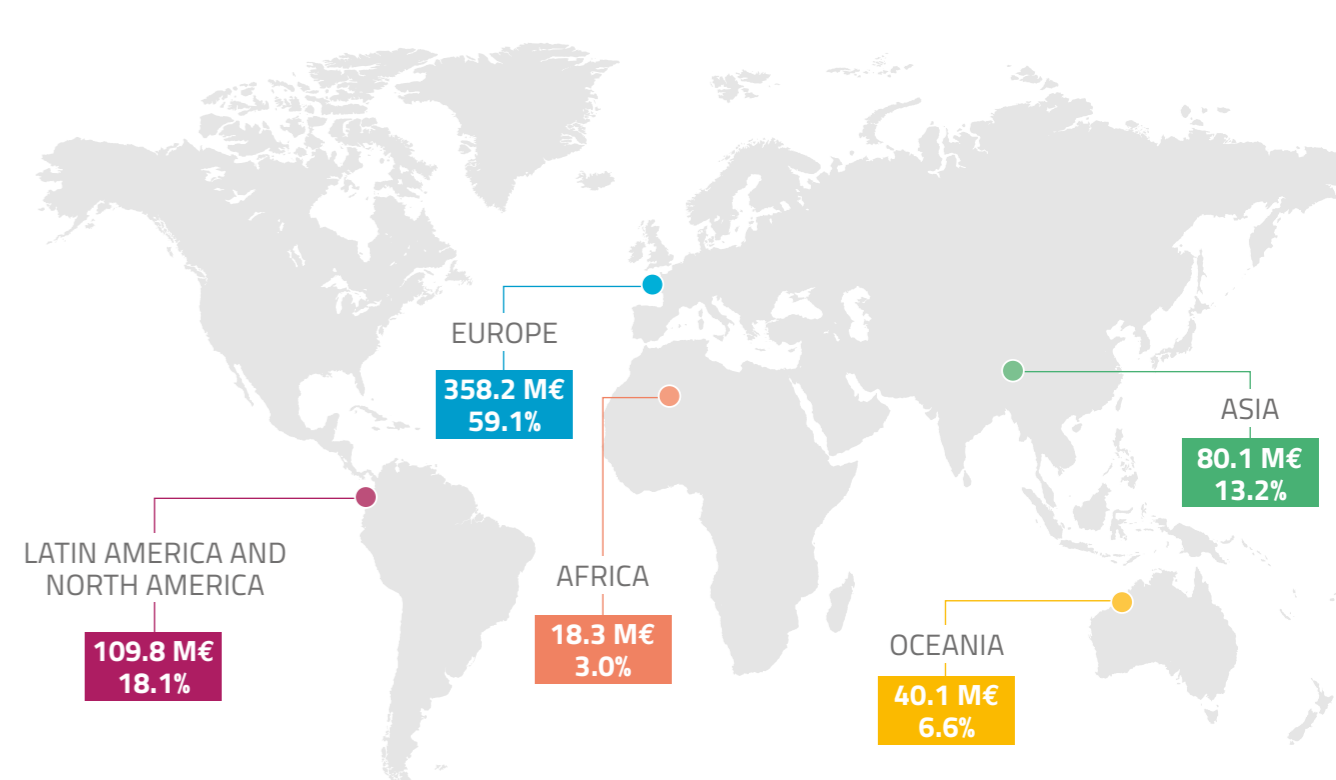 EUROPE
358.2 M€
59.1%
ASIA
80.1 M€
13.2%
LATIN AMERICA AND
NORTH AMERICA
109.8 M€
18.1%
AFRICA
18.3 M€
3.0%
OCEANIA
40.1 M€
6.6%